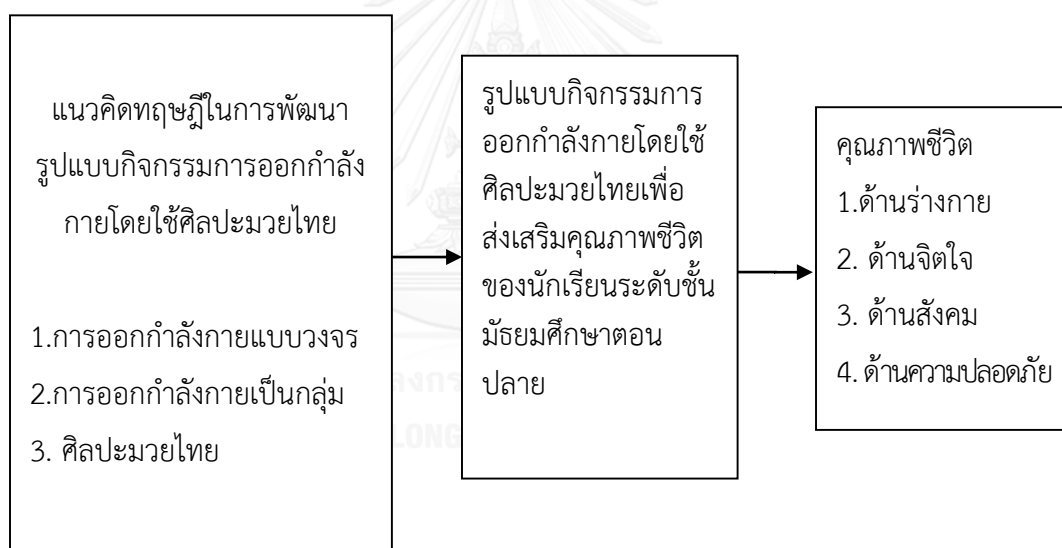 แนวคิดทฤษฎีในการพัฒนา
รูปแบบกิจกรรมการออกกำลัง
กายโดยใช้ศิลปะมวยไทย
1.การออกกำลังกายแบบวงจร
2.การออกกำลังกายเป็นกลุ่ม
3. ศิลปะมวยไทย
รูปแบบกิจกรรมการ
ออกกำลังกายโดยใช้
ศิลปะมวยไทยเพื่อ
ส่งเสริมคุณภาพชีวิต
ของนักเรียนระดับชั้น
มัธยมศึกษาตอน
ปลาย
คุณภาพชีวิต
1.ด้านร่างกาย
2. ด้านจิตใจ
3. ด้านสังคม
4. ด้านความปลอดภัย
ลงกร
LONG